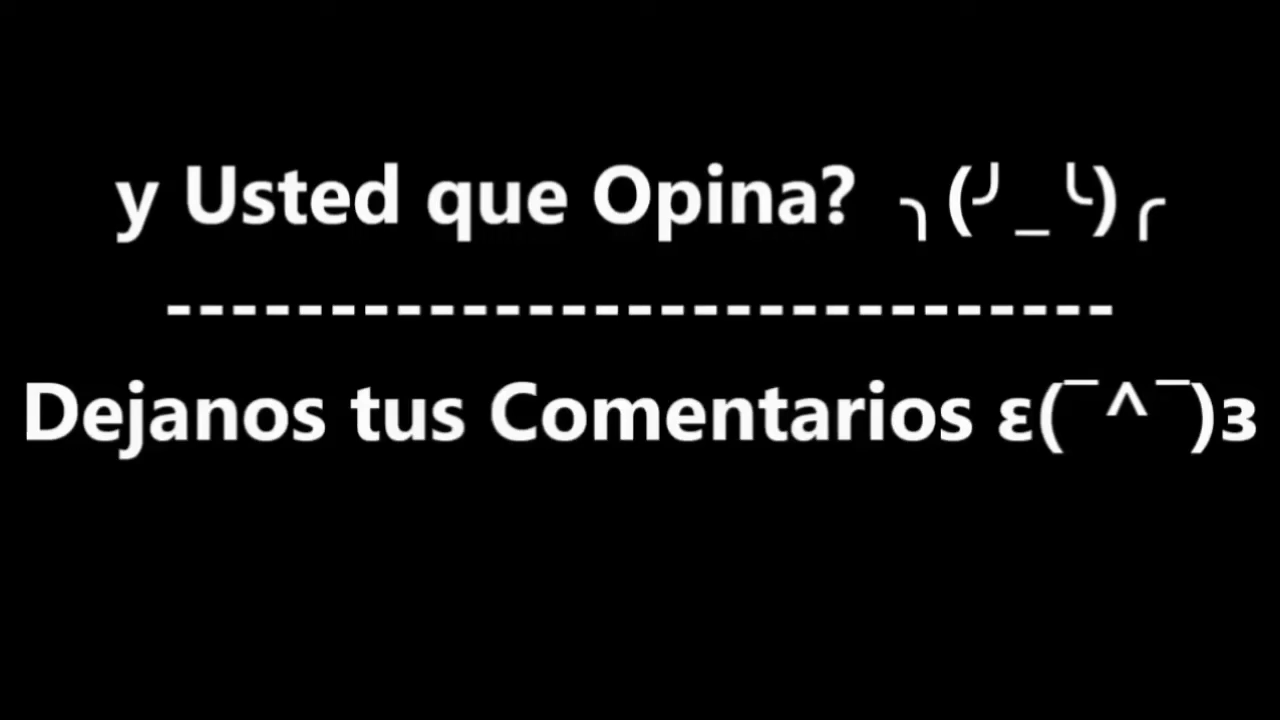 y Usted que Opina? ╮(╯_╰)╭
-----------------------------
Dejanos tus Comentarios ε(¯^¯)з